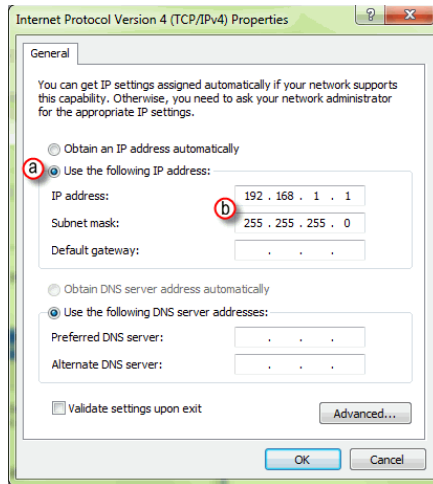 Internet Protocol Version 4 (TCP/IPv4) Properties
General
You can get IP settings assigned automatically if your network supports
this capability. Otherwise, you need to ask your network administrator
for the appropriate IP settings.
Obtain an IP address automatically
a Use the following IP address:
IP address: 192 . 168 . 1 . 1
b
Subnet mask: 255 . 255 . 255 . 0
Default gateway: . . .
Obtain DNS server address automatically
Use the following DNS server addresses:
Preferred DNS server: . . .
Alternate DNS server: . . .
Validate settings upon exit
Advanced...
OK Cancel